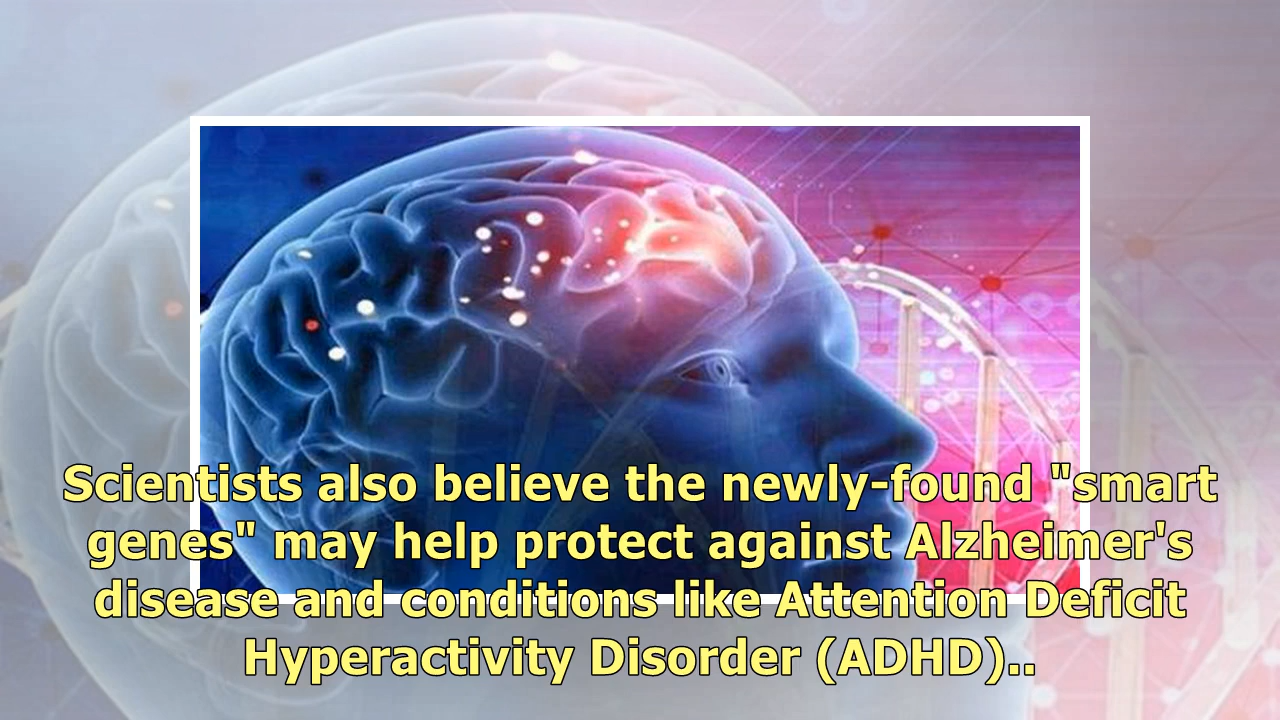 Scientists also believe the newly-found "smart
genes" may help protect against Alzheimer's
disease and conditions like Attention Deficit
Hyperactivity Disorder (ADHD)..